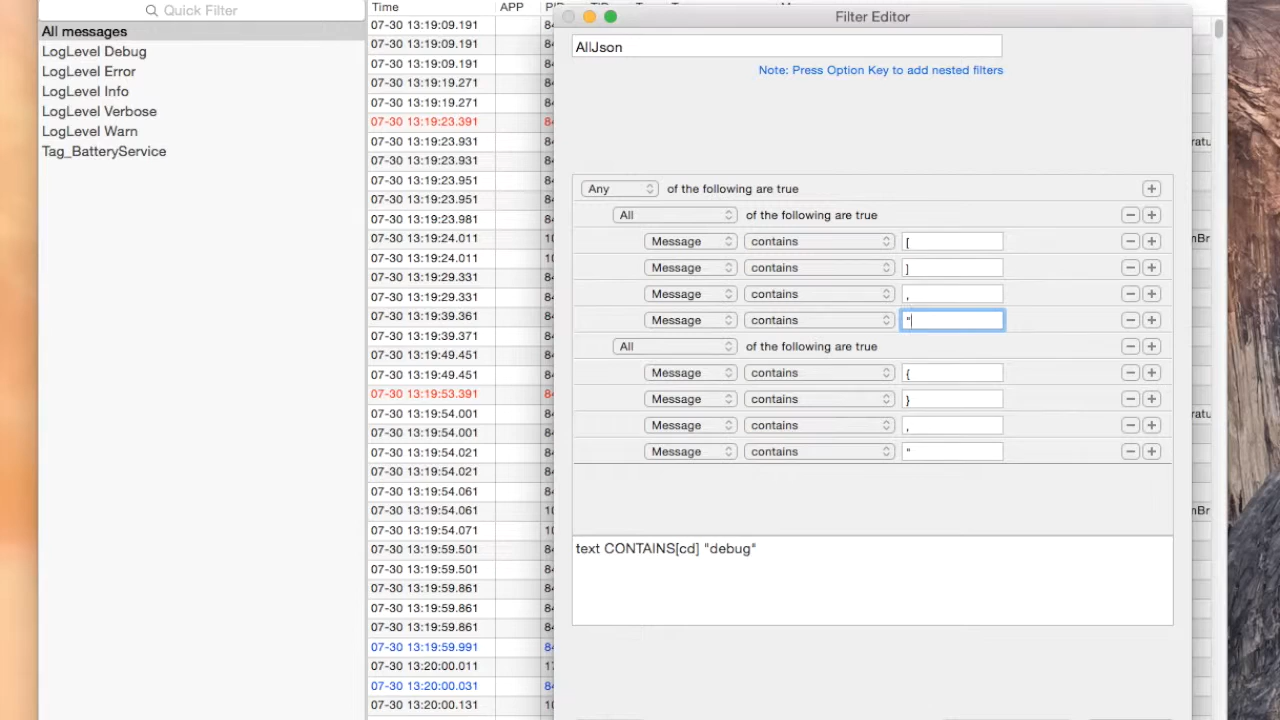 Quick Filter
All messages
LogLevel Debug
LogLevel Error
LogLevel Info
LogLevel Verbose
LogLevel Warn
Tag_BatteryService
Time APP
07-30 13:19:09.191
07-30 13:19:09.191
07-30 13:19:09.191
07-30 13:19:19.271
07-30 13:19:19.271
07-30 13:19:23.391
07-30 13:19:23.931
07-30 13:19:23.931
07-30 13:19:23.951
07-30 13:19:23.951
07-30 13:19:23.981
07-30 13:19:24.011
07-30 13:19:24.011
07-30 13:19:29.331
07-30 13:19:29.331
07-30 13:19:39.361
07-30 13:19:39.371
07-30 13:19:49.451
07-30 13:19:49.451
07-30 13:19:53.391
07-30 13:19:54.001
07-30 13:19:54.001
07-30 13:19:54.021
07-30 13:19:54.021
07-30 13:19:54.061
07-30 13:19:54.061
07-30 13:19:54.071
07-30 13:19:59.501
07-30 13:19:59.501
07-30 13:19:59.861
07-30 13:19:59.861
07-30 13:19:59.861
07-30 13:19:59.991
07-30 13:20:00.011
07-30 13:20:00.031
07-30 13:20:00.131
Filter Editor
AllJson
Note: Press Option Key to add nested filters
Any of the following are true
All of the following are true
Message contains [
Message contains ]
Message contains ,
Message contains "
All of the following are true
Message contains {
Message contains }
Message contains ,
Message contains "
text CONTAINS[cd] "debug"